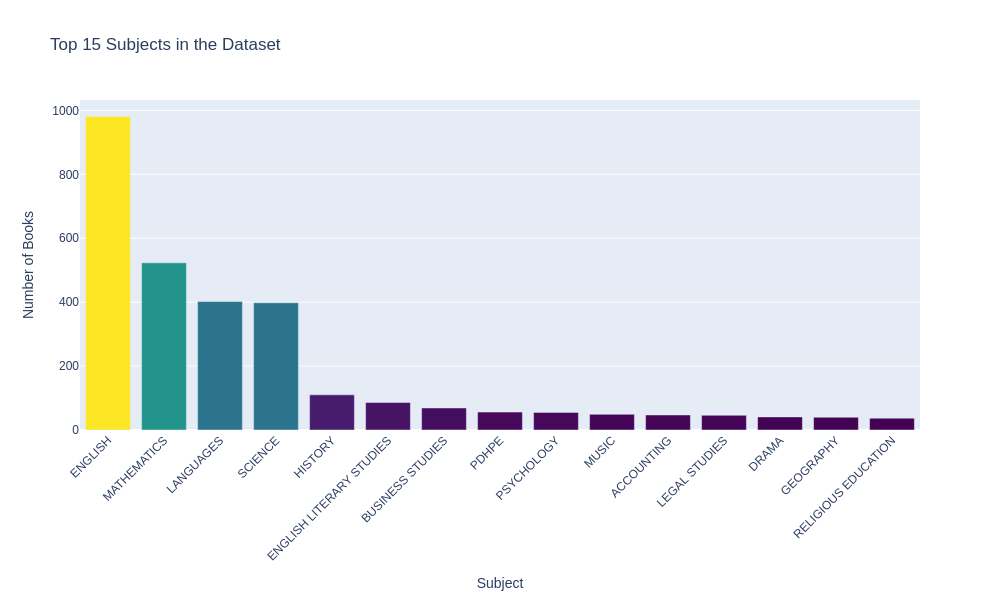 Top 15 Subjects in the Dataset
Number of Books
1000
800
600
400
200
0
ENGLISH
MATHEMATICS
LANGUAGES
SCIENCE
HISTORY
ENGLISH LITERARY STUDIES
BUSINESS STUDIES
PDHPE
PSYCHOLOGY
MUSIC
ACCOUNTING
LEGAL STUDIES
DRAMA
GEOGRAPHY
RELIGIOUS EDUCATION
Subject